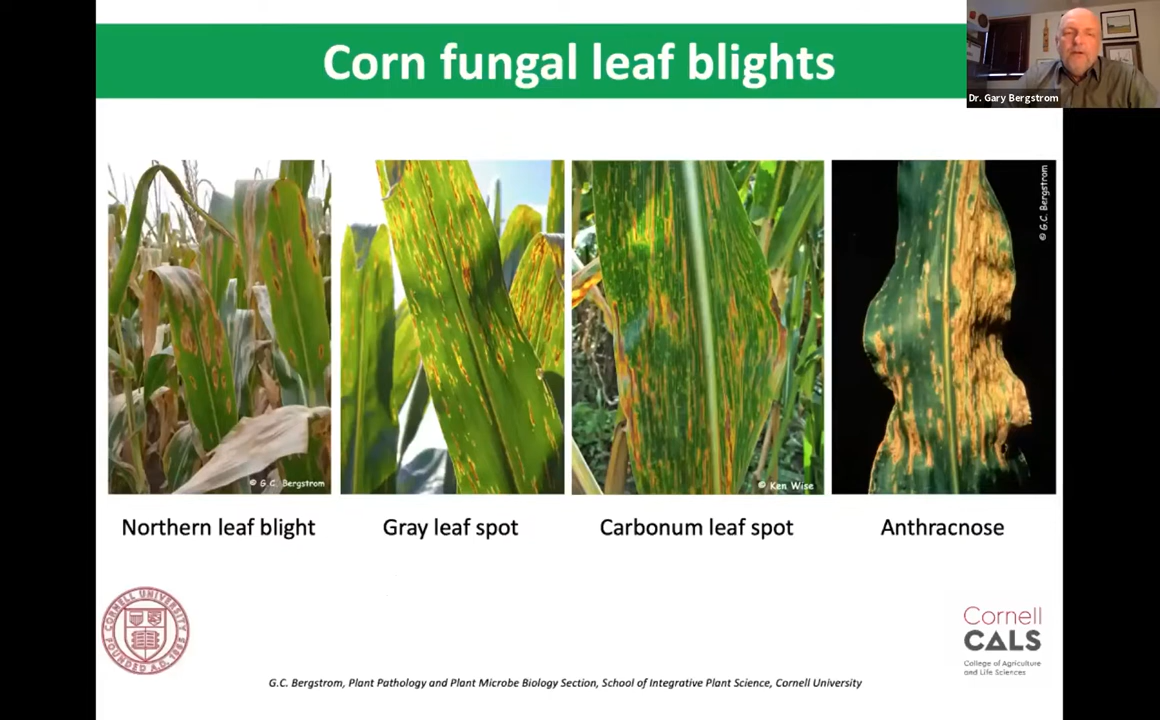 Corn fungal leaf blights
Dr. Gary Bergstrom
© G.C. Bergstrom
© Ken Wise
© G.C. Bergstrom
Northern leaf blight
Gray leaf spot
Carbonum leaf spot
Anthracnose
CORNELL UNIVERSITY
FOUNDED A.D. 1865
Cornell
CALS
College of Agriculture
and Life Sciences
G.C. Bergstrom, Plant Pathology and Plant Microbe Biology Section, School of Integrative Plant Science, Cornell University